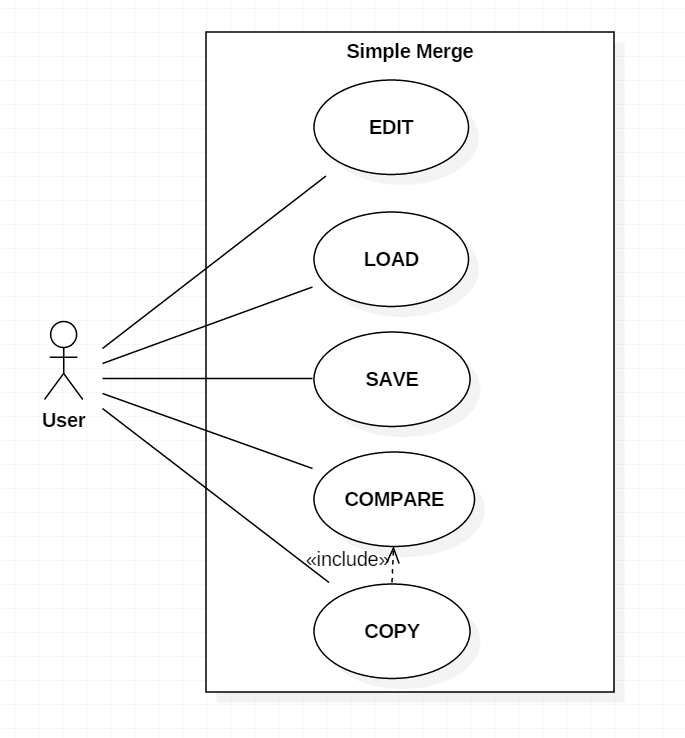 Simple Merge
EDIT
LOAD
SAVE
User
COMPARE
«include»
COPY